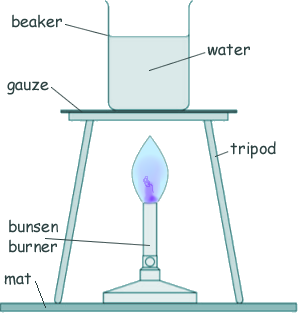 beaker
water
gauze
tripod
bunsen
burner
mat